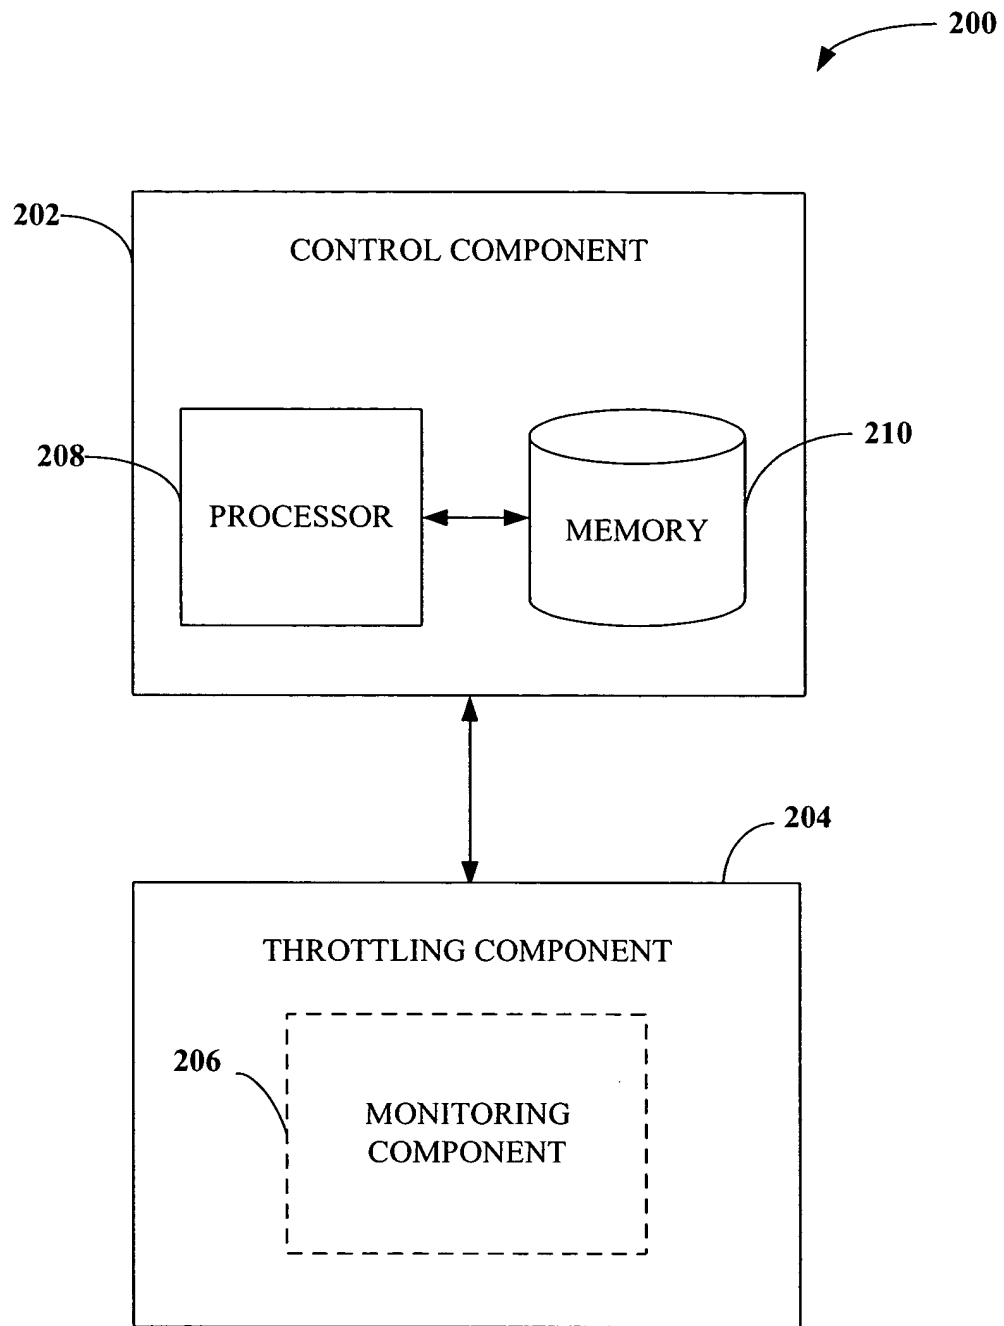 200
202
CONTROL COMPONENT
208
PROCESSOR
MEMORY
210
204
THROTTLING COMPONENT
206
MONITORING
COMPONENT